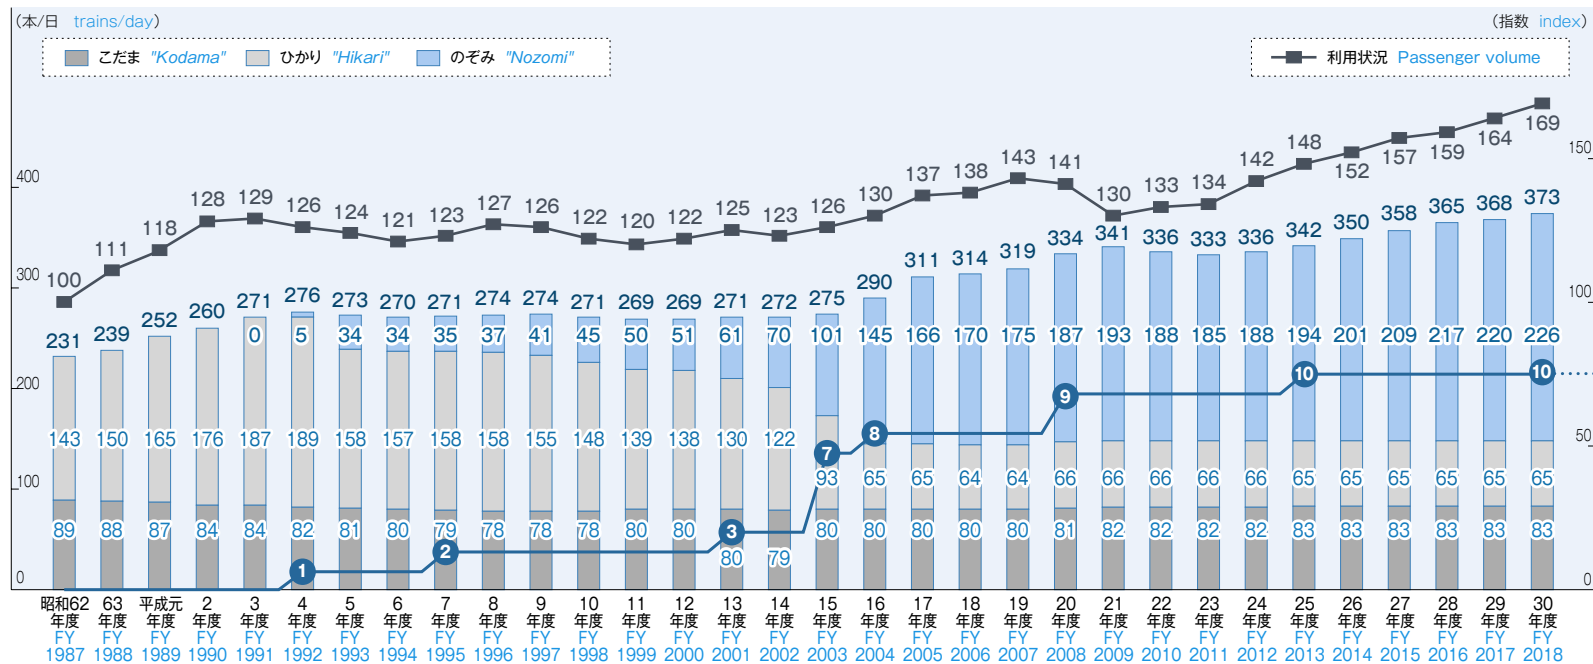 （本/日 trains/day）
（指数 index）
こだま "Kodama" ひかり "Hikari" のぞみ "Nozomi"
利用状況 Passenger volume
400
300
200
100
0
150
100
50
0
100 111 118 128 129 126 124 121 123 127 126 122 120 122 125 123 126 130 137 138 143 141 130 133 134 142 148 152 157 159 164 169
231 239 252 260 271 276 273 270 271 274 274 271 269 269 271 272 275 290 311 314 319 334 341 336 333 336 342 350 358 365 368 373
0 5 34 34 35 37 41 45 50 51 61 70 101 145 166 170 175 187 193 188 185 188 194 201 209 217 220 226
143 150 165 176 187 189 158 157 158 158 155 148 139 138 130 122 93 65 65 64 64 66 66 66 66 66 65 65 65 65 65 65
89 88 87 84 84 82 81 80 79 78 78 78 80 80 80 79 80 80 80 80 80 81 82 82 82 82 83 83 83 83 83 83
1 2 3 7 8 9 10 10
昭和62 63 平成元 2 3 4 5 6 7 8 9 10 11 12 13 14 15 16 17 18 19 20 21 22 23 24 25 26 27 28 29 30
年度 年度 年度 年度 年度 年度 年度 年度 年度 年度 年度 年度 年度 年度 年度 年度 年度 年度 年度 年度 年度 年度 年度 年度 年度 年度 年度 年度 年度 年度 年度 年度
FY FY FY FY FY FY FY FY FY FY FY FY FY FY FY FY FY FY FY FY FY FY FY FY FY FY FY FY FY FY FY FY
1987 1988 1989 1990 1991 1992 1993 1994 1995 1996 1997 1998 1999 2000 2001 2002 2003 2004 2005 2006 2007 2008 2009 2010 2011 2012 2013 2014 2015 2016 2017 2018